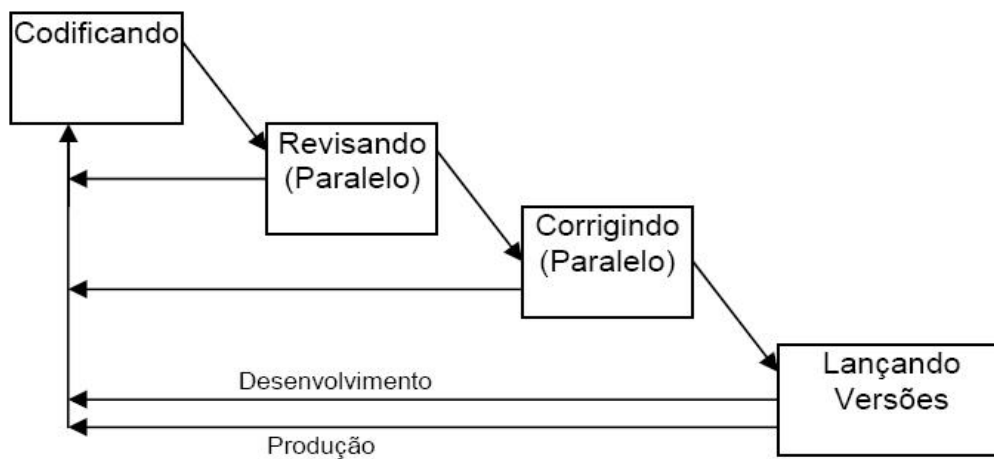 Codificando
Revisando
(Paralelo)
Corrigindo
(Paralelo)
Lançando
Versões
Desenvolvimento
Produção